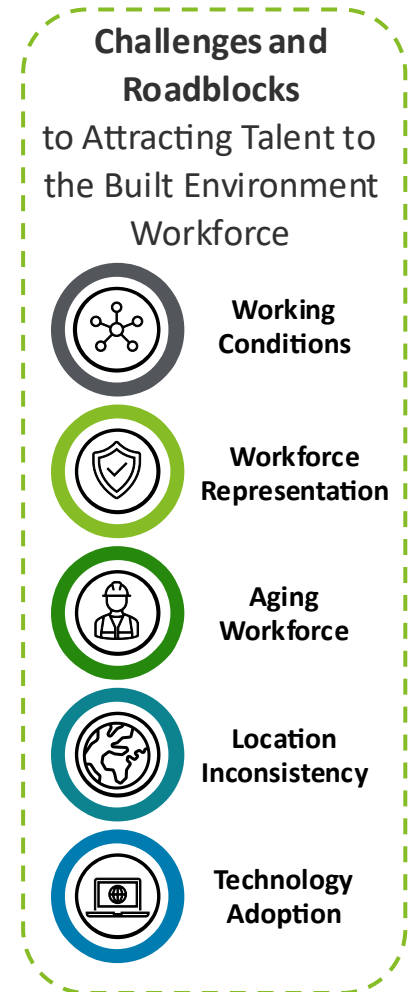 Challenges and
Roadblocks
to Attracting Talent to
the Built Environment
Workforce
Working
Conditions
Workforce
Representation
Aging
Workforce
Location
Inconsistency
Technology
Adoption